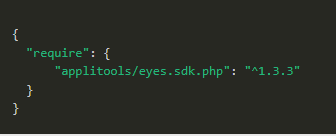 {
"require": {
"applitools/eyes.sdk.php": "^1.3.3"
}
}